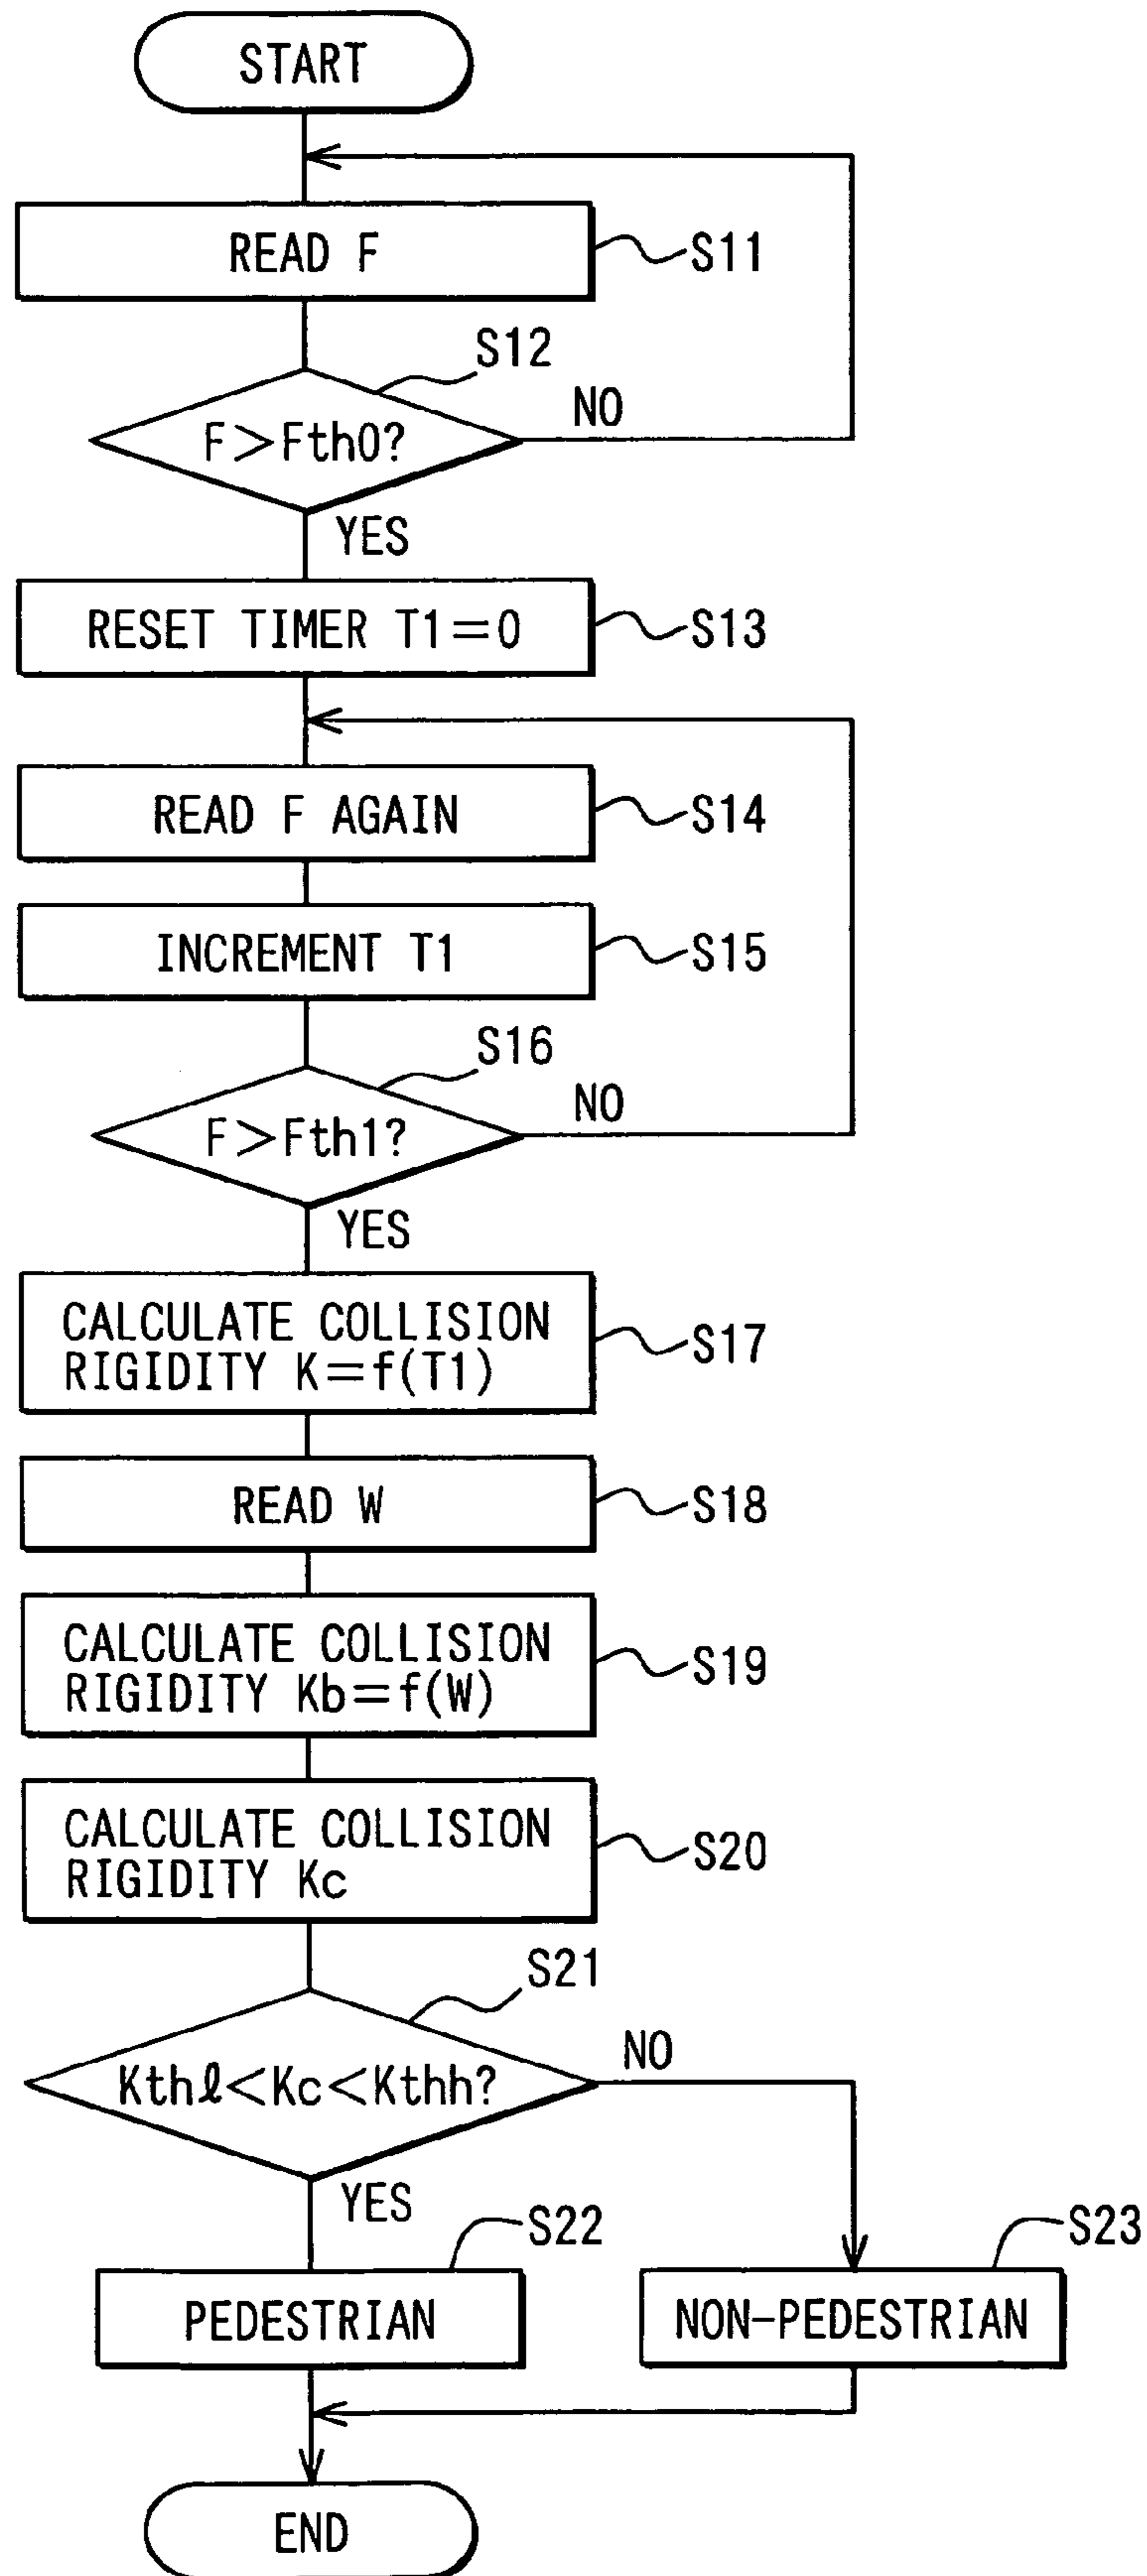 START
READ F
S11
S12
F>Fth0?
NO
YES
RESET TIMER T1=0
S13
READ F AGAIN
S14
INCREMENT T1
S15
S16
F>Fth1?
NO
YES
CALCULATE COLLISION
RIGIDITY K=f(T1)
S17
READ W
S18
CALCULATE COLLISION
RIGIDITY Kb=f(W)
S19
CALCULATE COLLISION
RIGIDITY Kc
S20
S21
Kthℓ<Kc<Kthh?
NO
YES
S22
S23
PEDESTRIAN
NON-PEDESTRIAN
END